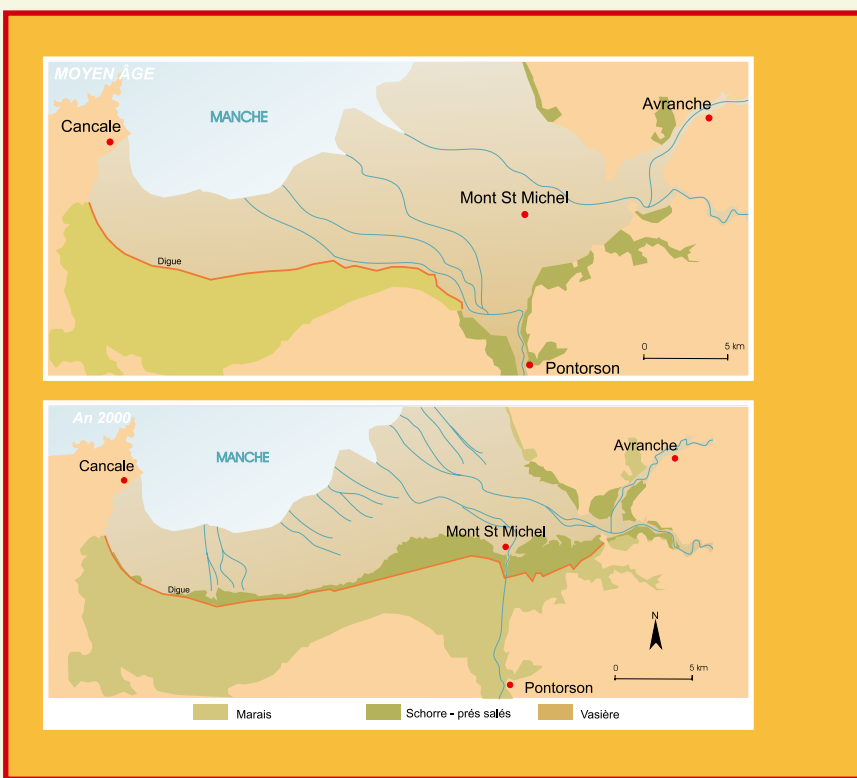 MOYEN ÂGE
Avranche
Cancale
MANCHE
Mont St Michel
Digue
0 5 km
Pontorson
An 2000
Avranche
Cancale
MANCHE
Mont St Michel
Digue
N
0 5 km
Pontorson
Marais
Schorre - prés salés
Vasière